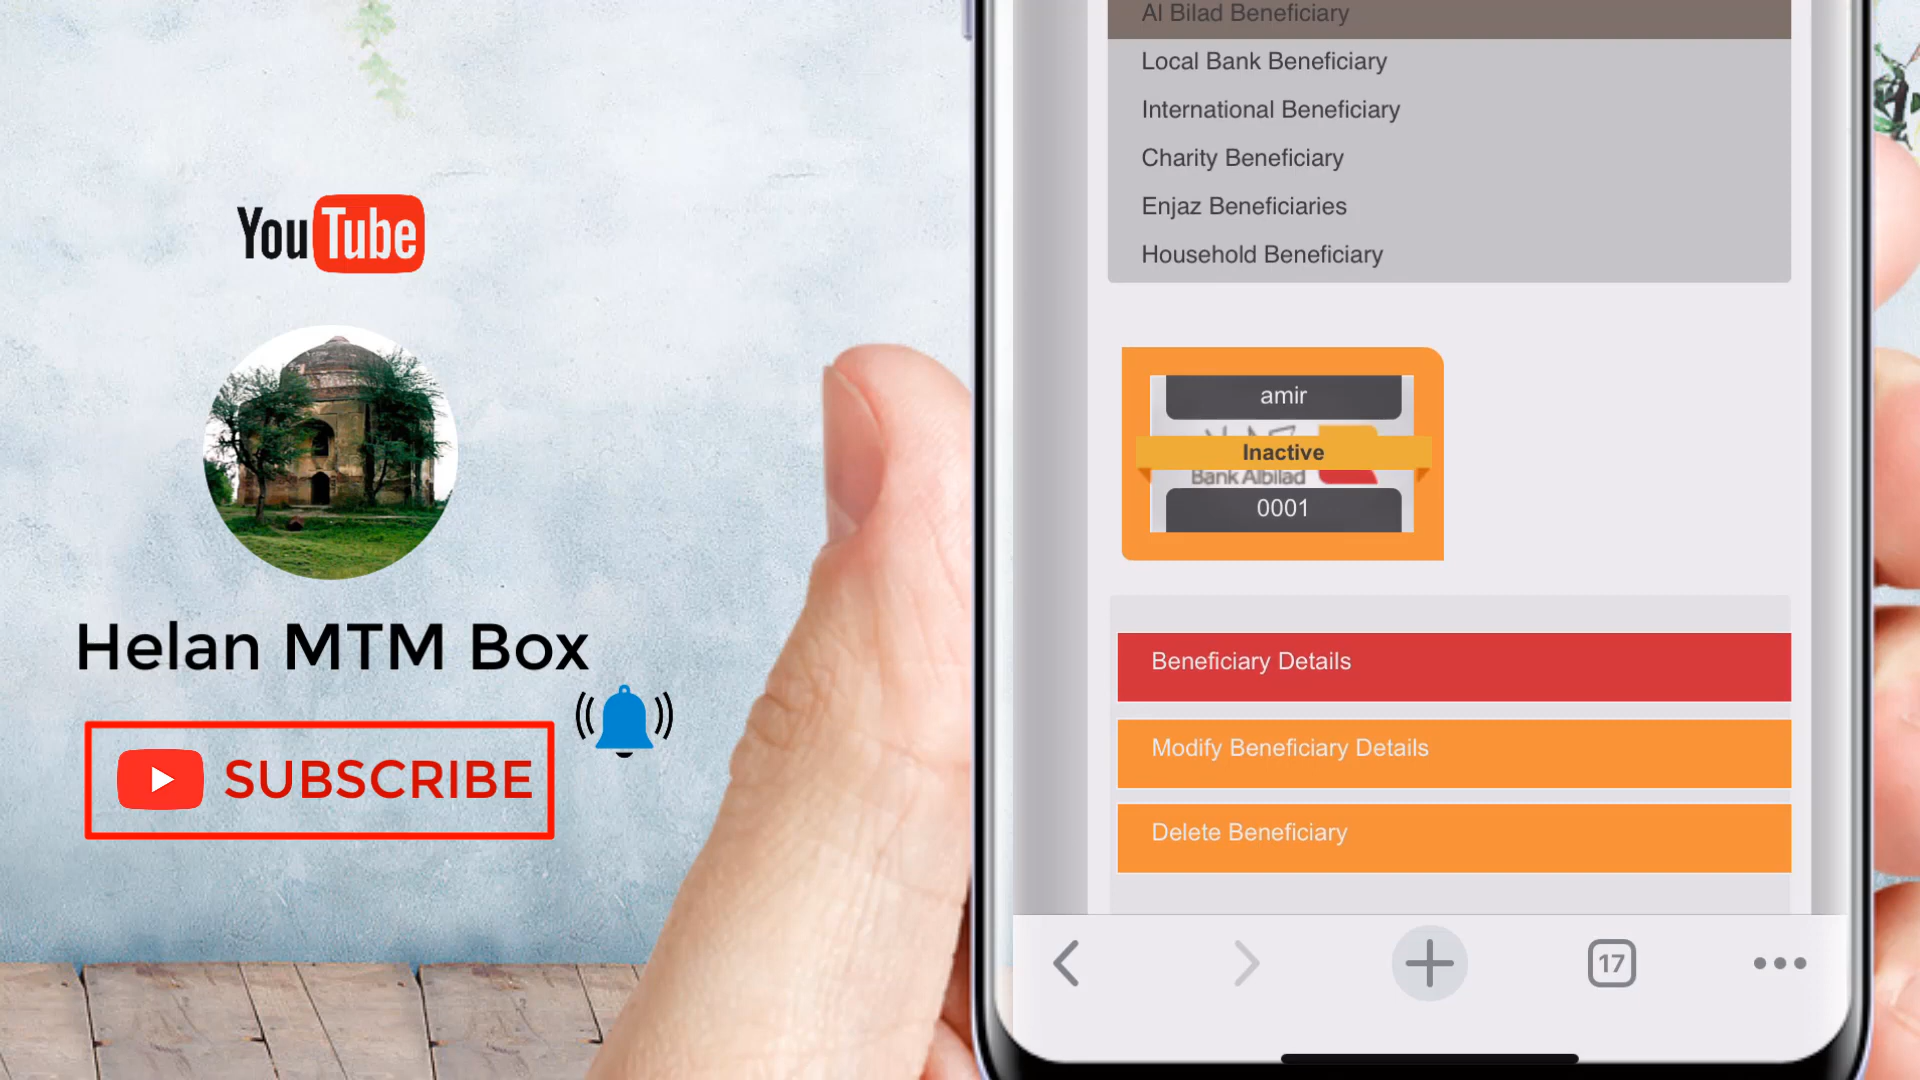 YouTube
Helan MTM Box
SUBSCRIBE
Al Bilad Beneficiary
Local Bank Beneficiary
International Beneficiary
Charity Beneficiary
Enjaz Beneficiaries
Household Beneficiary
amir
Inactive
Bank Albilad
0001
Beneficiary Details
Modify Beneficiary Details
Delete Beneficiary
17